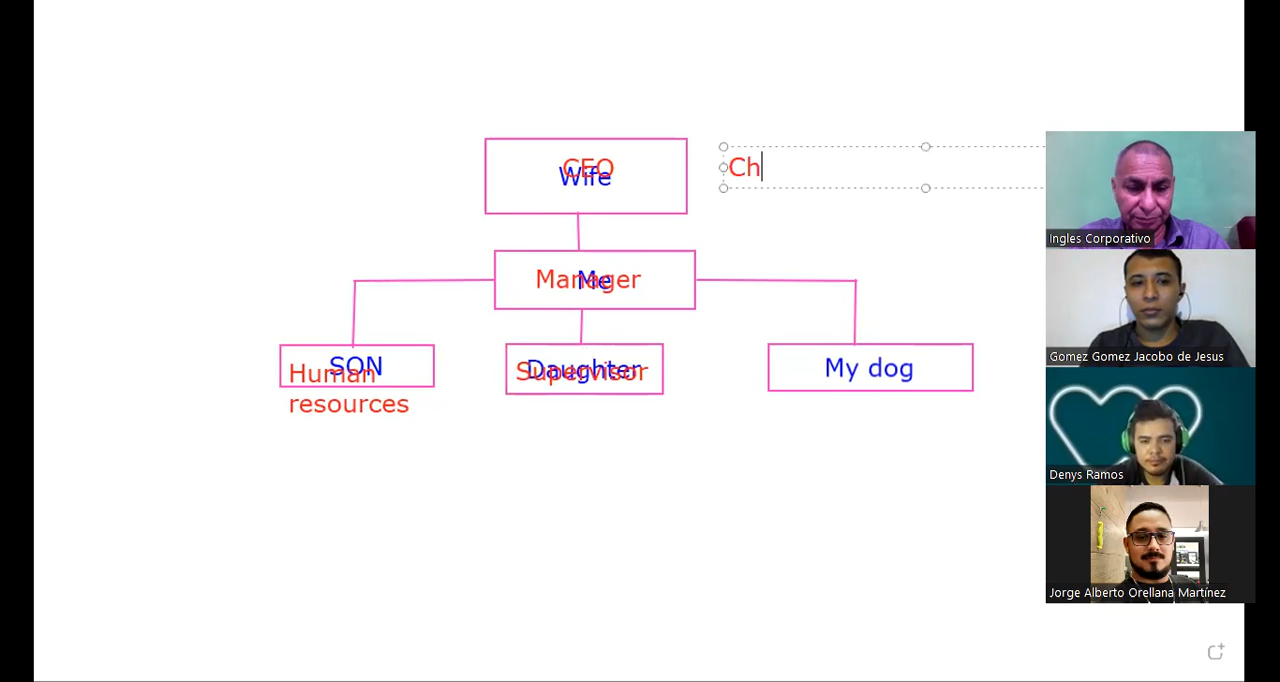 CEO
Wife
Ch
Manager
Me
SON
Human
resources
Daughter
Supervisor
My dog
Ingles Corporativo
Gomez Gomez Jacobo de Jesus
Denys Ramos
Jorge Alberto Orellana Martínez